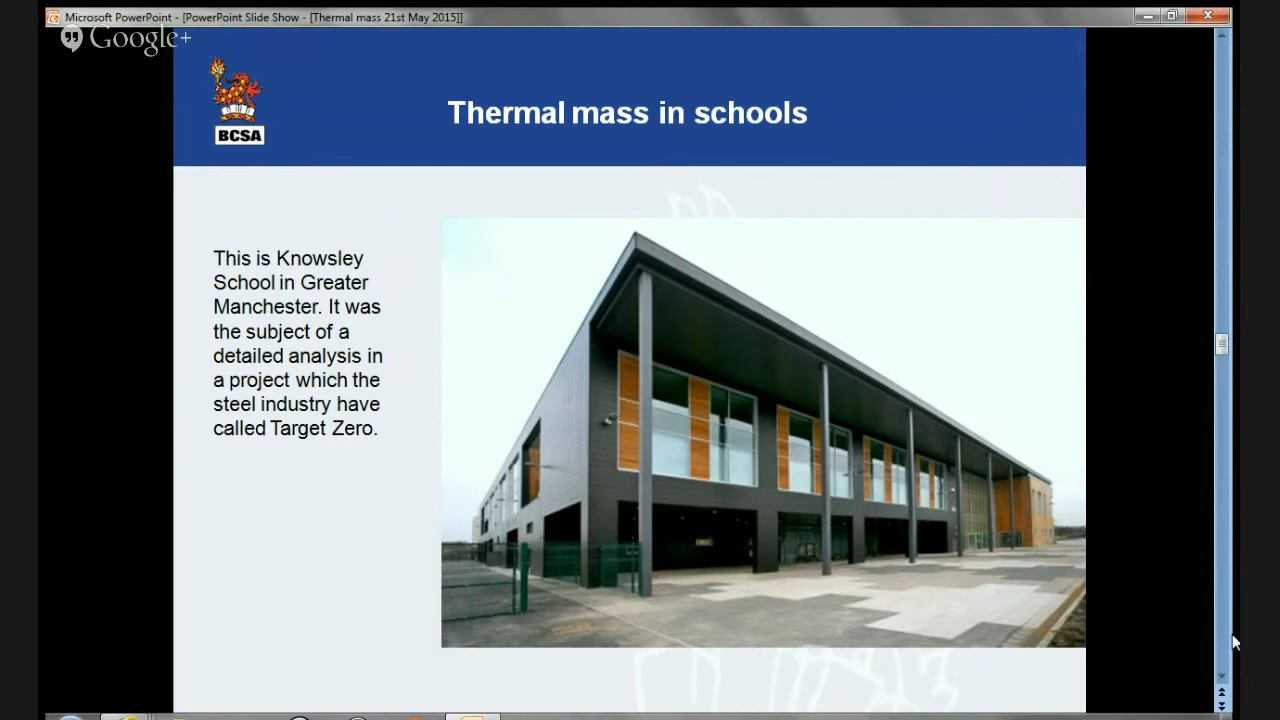 Microsoft PowerPoint - [PowerPoint Slide Show - [Thermal mass 21st May 2015]]
Google+
BCSA
Thermal mass in schools
This is Knowsley
School in Greater
Manchester. It was
the subject of a
detailed analysis in
a project which the
steel industry have
called Target Zero.